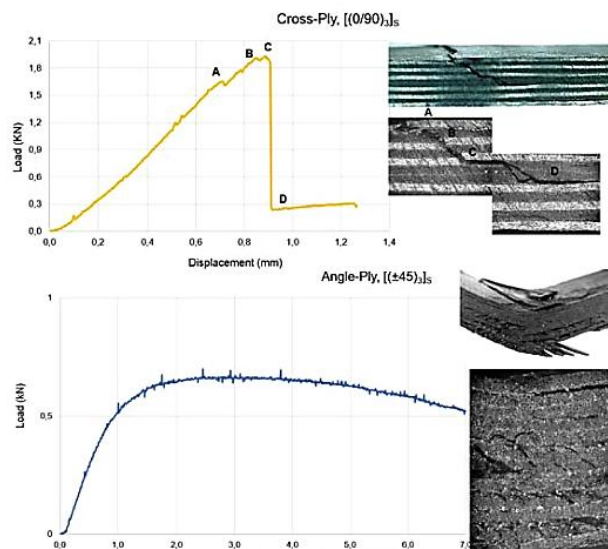 Cross-Ply, [(0/90)₃]s
2,1
1,8
1,5
1,2
0,9
0,6
0,3
0,0
Load (KN)
A
B
C
D
0,0 0,2 0,4 0,6 0,8 1,0 1,2 1,4
Displacement (mm)
A
B
C
D
Angle-Ply, [(±45)₃]s
1
0,5
0
Load (kN)
0,0 1,0 2,0 3,0 4,0 5,0 6,0 7,0